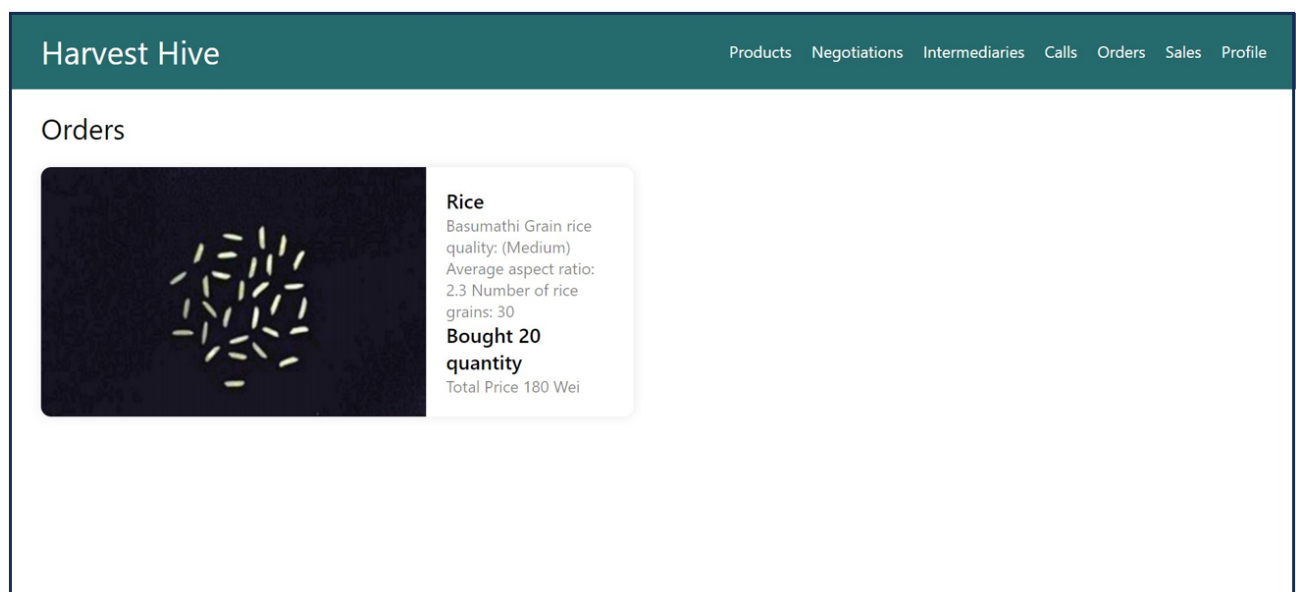 Harvest Hive
Products Negotiations Intermediaries Calls Orders Sales Profile
Orders
Rice
Basumathi Grain rice
quality: (Medium)
Average aspect ratio:
2.3 Number of rice
grains: 30
Bought 20
quantity
Total Price 180 Wei